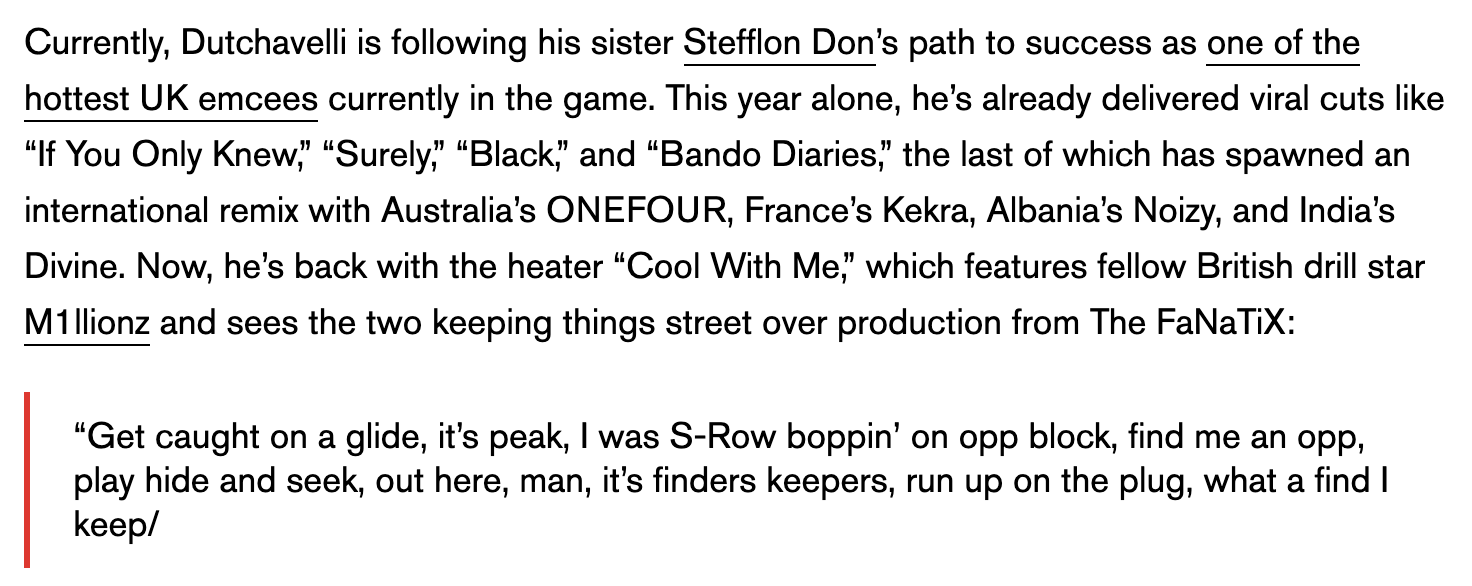 Currently, Dutchavelli is following his sister Stefflon Don’s path to success as one of the
hottest UK emcees currently in the game. This year alone, he’s already delivered viral cuts like
“If You Only Knew,” “Surely,” “Black,” and “Bando Diaries,” the last of which has spawned an
international remix with Australia’s ONEFOUR, France’s Kekra, Albania’s Noizy, and India’s
Divine. Now, he’s back with the heater “Cool With Me,” which features fellow British drill star
M1llionz and sees the two keeping things street over production from The FaNaTiX:
“Get caught on a glide, it’s peak, I was S-Row boppin’ on opp block, find me an opp,
play hide and seek, out here, man, it’s finders keepers, run up on the plug, what a find I
keep/